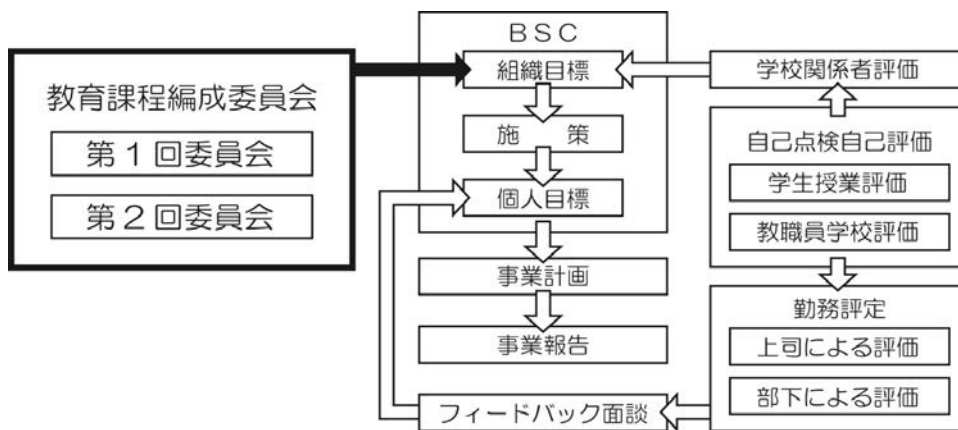 教育課程編成委員会
第１回委員会
第２回委員会
ＢＳＣ
組織目標
施　策
個人目標
事業計画
事業報告
フィードバック面談
学校関係者評価
自己点検自己評価
学生授業評価
教職員学校評価
勤務評定
上司による評価
部下による評価